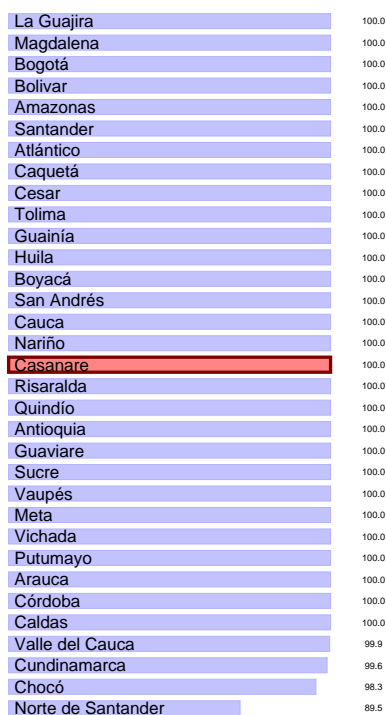 La Guajira 100.0
Magdalena 100.0
Bogotá 100.0
Bolivar 100.0
Amazonas 100.0
Santander 100.0
Atlántico 100.0
Caquetá 100.0
Cesar 100.0
Tolima 100.0
Guainía 100.0
Huila 100.0
Boyacá 100.0
San Andrés 100.0
Cauca 100.0
Nariño 100.0
Casanare 100.0
Risaralda 100.0
Quindío 100.0
Antioquia 100.0
Guaviare 100.0
Sucre 100.0
Vaupés 100.0
Meta 100.0
Vichada 100.0
Putumayo 100.0
Arauca 100.0
Córdoba 100.0
Caldas 100.0
Valle del Cauca 99.9
Cundinamarca 99.6
Chocó 98.3
Norte de Santander 89.5